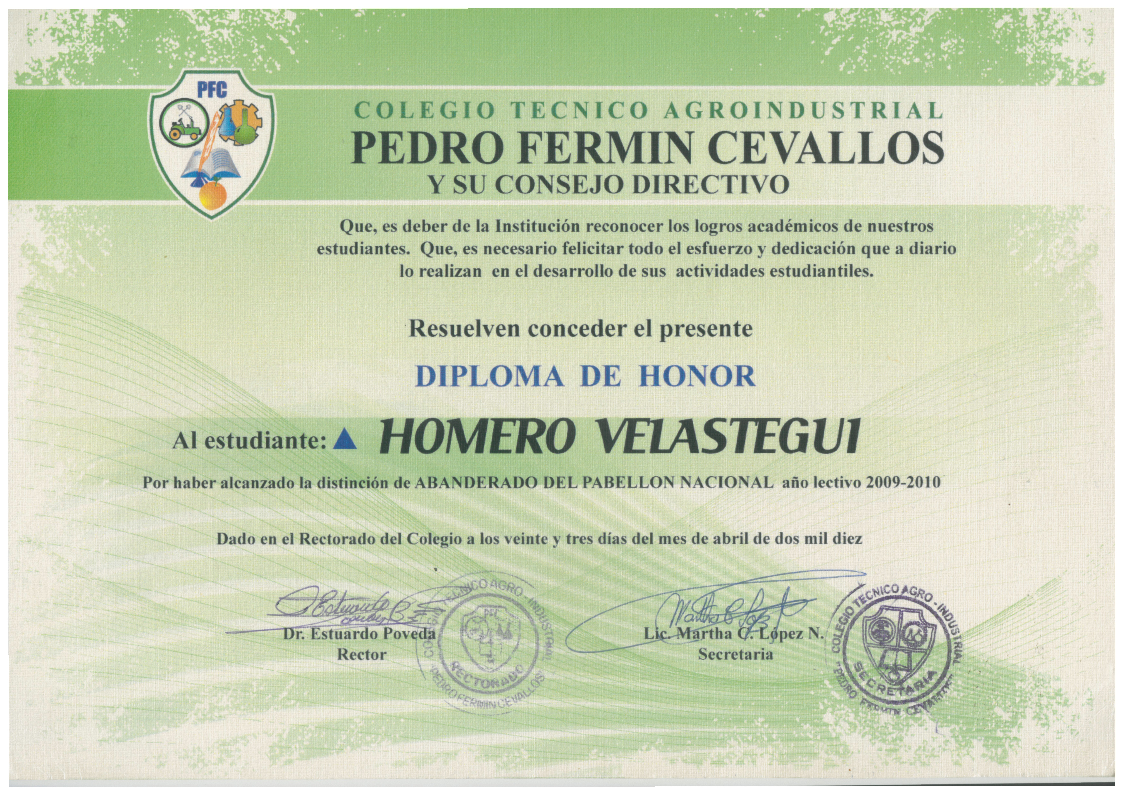 PFC
COLEGIO TECNICO AGROINDUSTRIAL
PEDRO FERMIN CEVALLOS
Y SU CONSEJO DIRECTIVO
Que, es deber de la Institución reconocer los logros académicos de nuestros
estudiantes. Que, es necesario felicitar todo el esfuerzo y dedicación que a diario
lo realizan en el desarrollo de sus actividades estudiantiles.
Resuelven conceder el presente
DIPLOMA DE HONOR
Al estudiante: HOMERO VELASTEGUI
Por haber alcanzado la distinción de ABANDERADO DEL PABELLON NACIONAL año lectivo 2009-2010
Dado en el Rectorado del Colegio a los veinte y tres días del mes de abril de dos mil diez
Dr. Estuardo Poveda
Rector
COLEGIO TECNICO AGRO-INDUSTRIAL
PFC
RECTORADO
"PEDRO FERMIN CEVALLOS"
Lic. Martha C. López N.
Secretaria
COLEGIO TECNICO AGRO-INDUSTRIAL
SECRETARIA
"PEDRO FERMIN CEVALLOS"